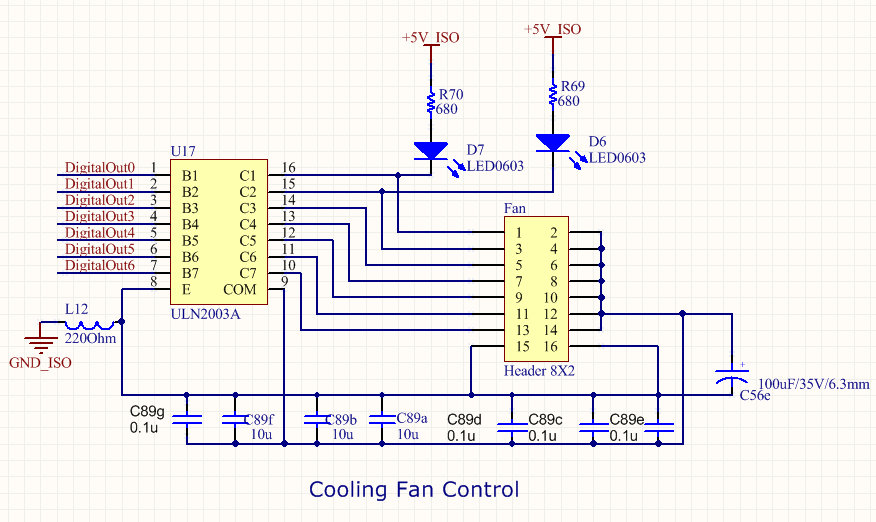 +5V_ISO
+5V_ISO
R70
680
R69
680
D7
LED0603
D6
LED0603
U17
DigitalOut0 1 B1 C1 16
DigitalOut1 2 B2 C2 15
DigitalOut2 3 B3 C3 14
DigitalOut3 4 B4 C4 13
DigitalOut4 5 B5 C5 12
DigitalOut5 6 B6 C6 11
DigitalOut6 7 B7 C7 10
8 E COM 9
ULN2003A
Fan
1 2
3 4
5 6
7 8
9 10
11 12
13 14
15 16
Header 8X2
L12
220Ohm
GND_ISO
+
100uF/35V/6.3mm
C56e
C89g
0.1u
C89f
10u
C89b
10u
C89a
10u
C89d
0.1u
C89c
0.1u
C89e
0.1u
Cooling Fan Control